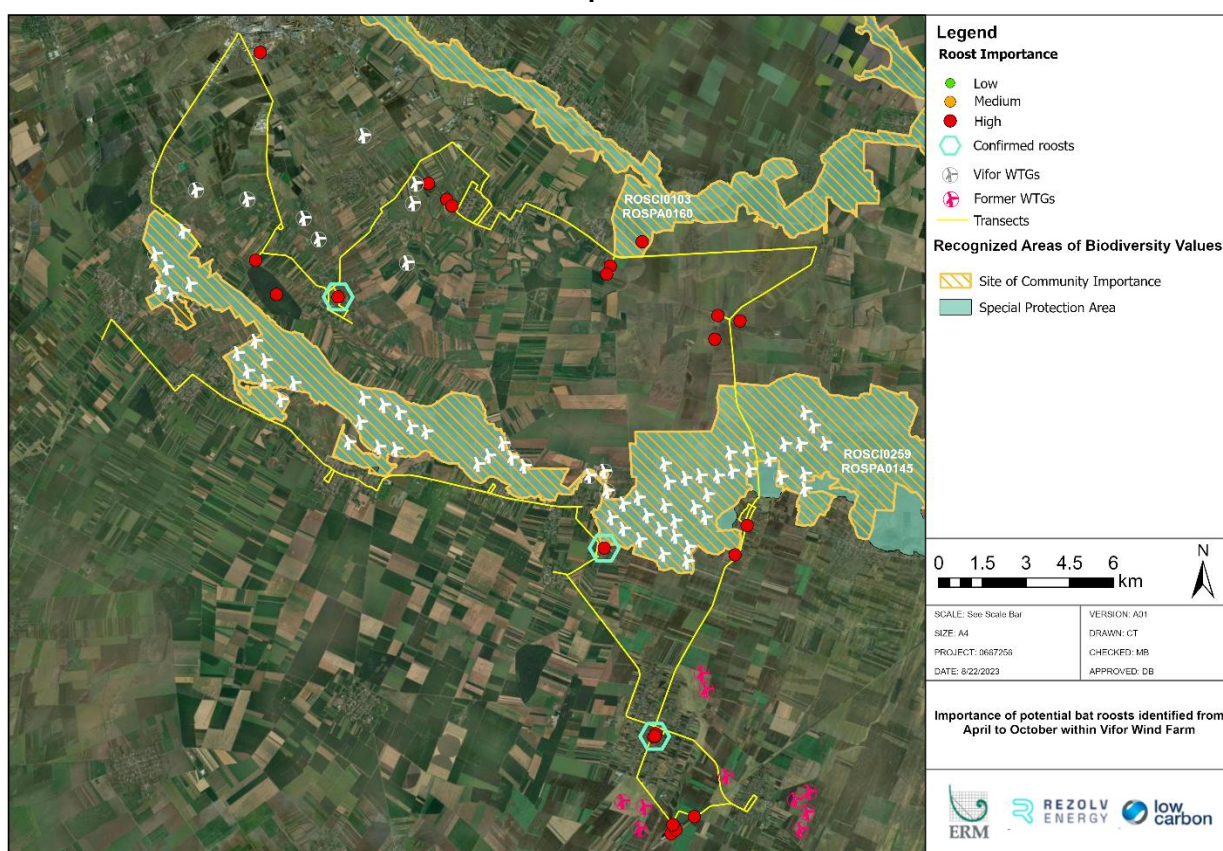 Legend
Roost Importance
Low
Medium
High
Confirmed roosts
Vifor WTGs
Former WTGs
Transects
Recognized Areas of Biodiversity Values
Site of Community Importance
Special Protection Area
ROSCI0103
ROSPA0160
ROSCI0259
ROSPA0145
0 1.5 3 4.5 6
km
N
SCALE: See Scale Bar
VERSION: A01
SIZE: A4
DRAWN: CT
PROJECT: 0667256
CHECKED: MB
DATE: 8/22/2023
APPROVED: DB
Importance of potential bat roosts identified from
April to October within Vifor Wind Farm
ERM
REZOLV
ENERGY
low
carbon